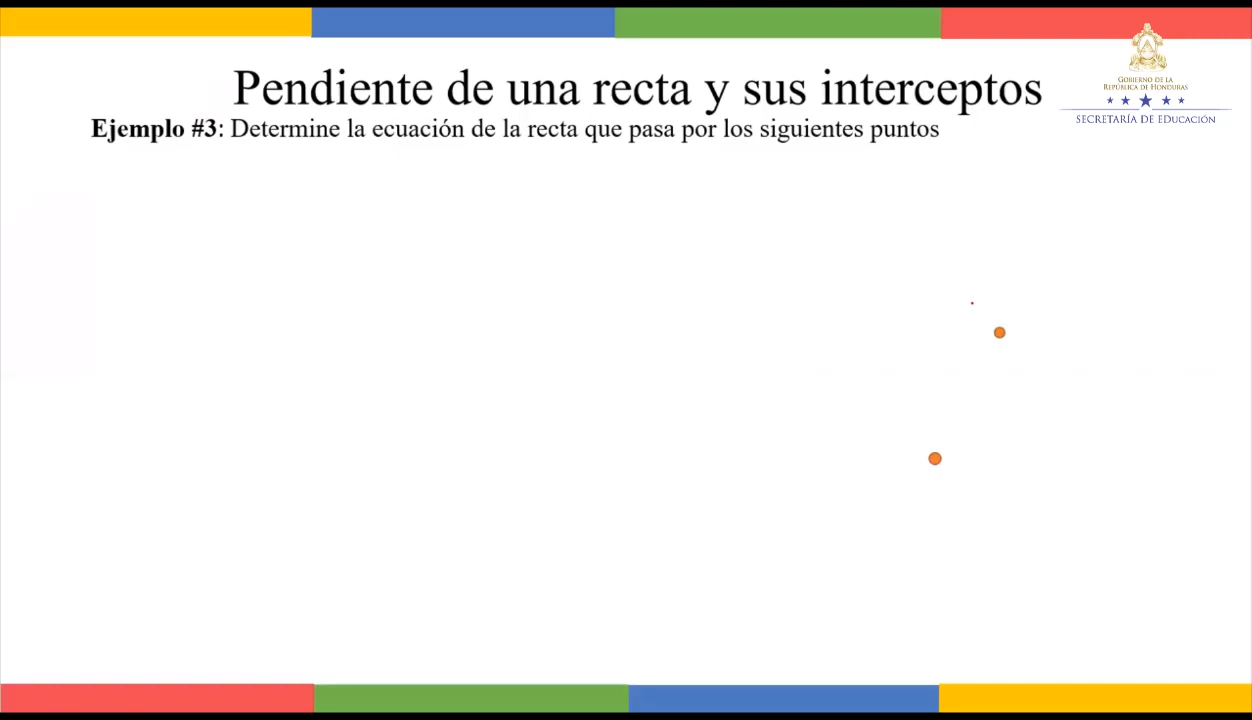 Pendiente de una recta y sus interceptos
Ejemplo #3: Determine la ecuación de la recta que pasa por los siguientes puntos
GOBIERNO DE LA
REPÚBLICA DE HONDURAS
SECRETARÍA DE EDUCACIÓN